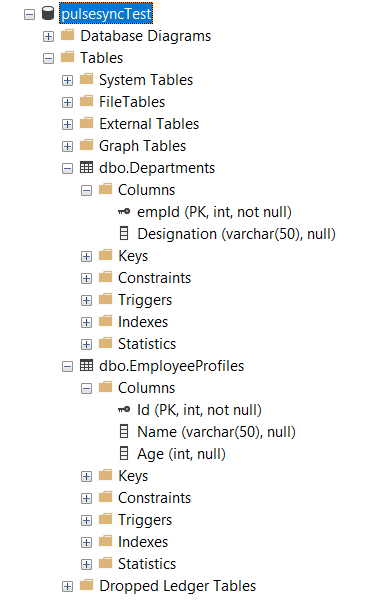 pulsesyncTest
Database Diagrams
Tables
System Tables
FileTables
External Tables
Graph Tables
dbo.Departments
Columns
empId (PK, int, not null)
Designation (varchar(50), null)
Keys
Constraints
Triggers
Indexes
Statistics
dbo.EmployeeProfiles
Columns
Id (PK, int, not null)
Name (varchar(50), null)
Age (int, null)
Keys
Constraints
Triggers
Indexes
Statistics
Dropped Ledger Tables